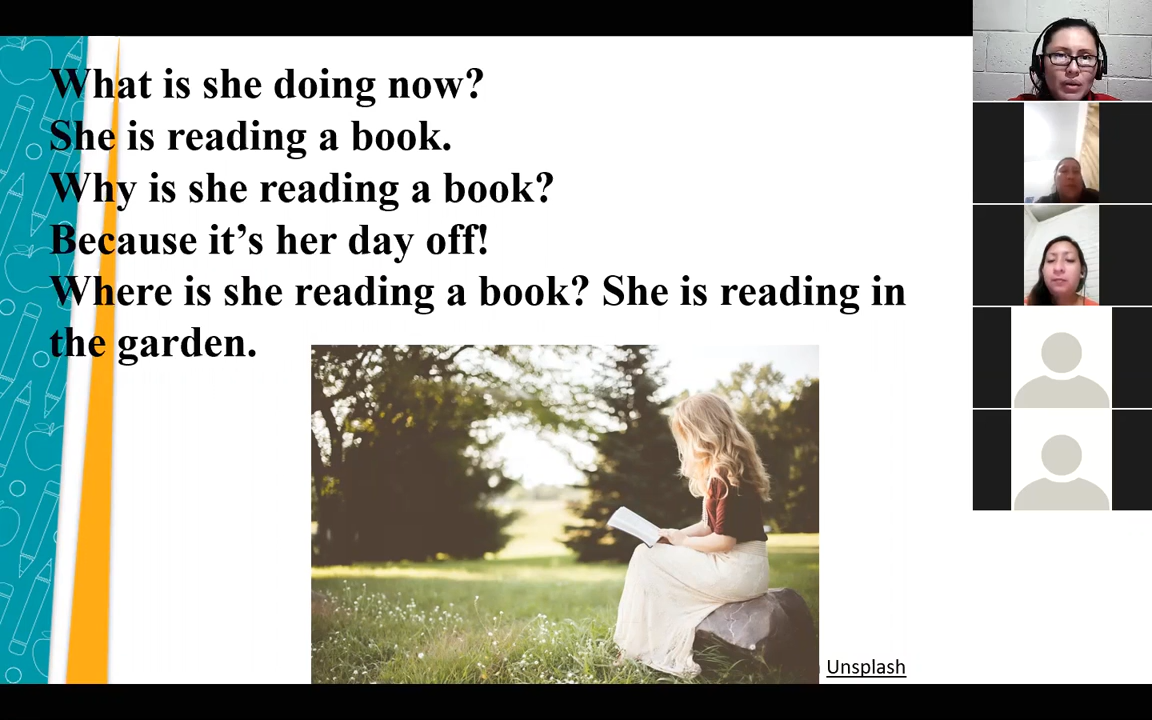 What is she doing now?
She is reading a book.
Why is she reading a book?
Because it’s her day off!
Where is she reading a book? She is reading in
the garden.
Unsplash